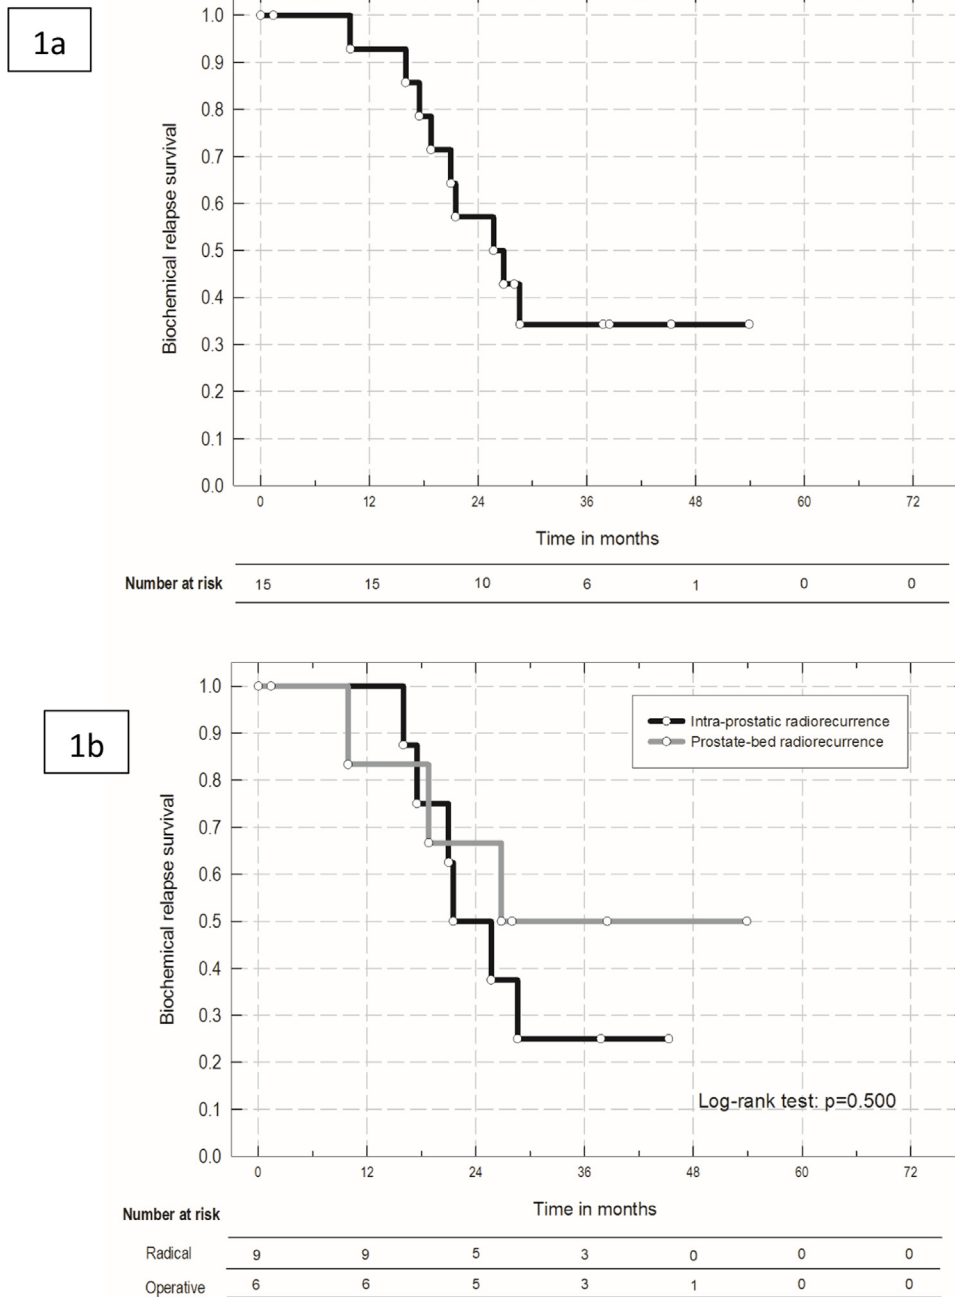 1a
Biochemical relapse survival
1.0
0.9
0.8
0.7
0.6
0.5
0.4
0.3
0.2
0.1
0.0
0 12 24 36 48 60 72
Time in months
Number at risk 15 15 10 6 1 0 0
1b
Biochemical relapse survival
1.0
0.9
0.8
0.7
0.6
0.5
0.4
0.3
0.2
0.1
0.0
Intra-prostatic radiorecurrence
Prostate-bed radiorecurrence
Log-rank test: p=0.500
0 12 24 36 48 60 72
Time in months
Number at risk
Radical 9 9 5 3 0 0 0
Operative 6 6 5 3 1 0 0